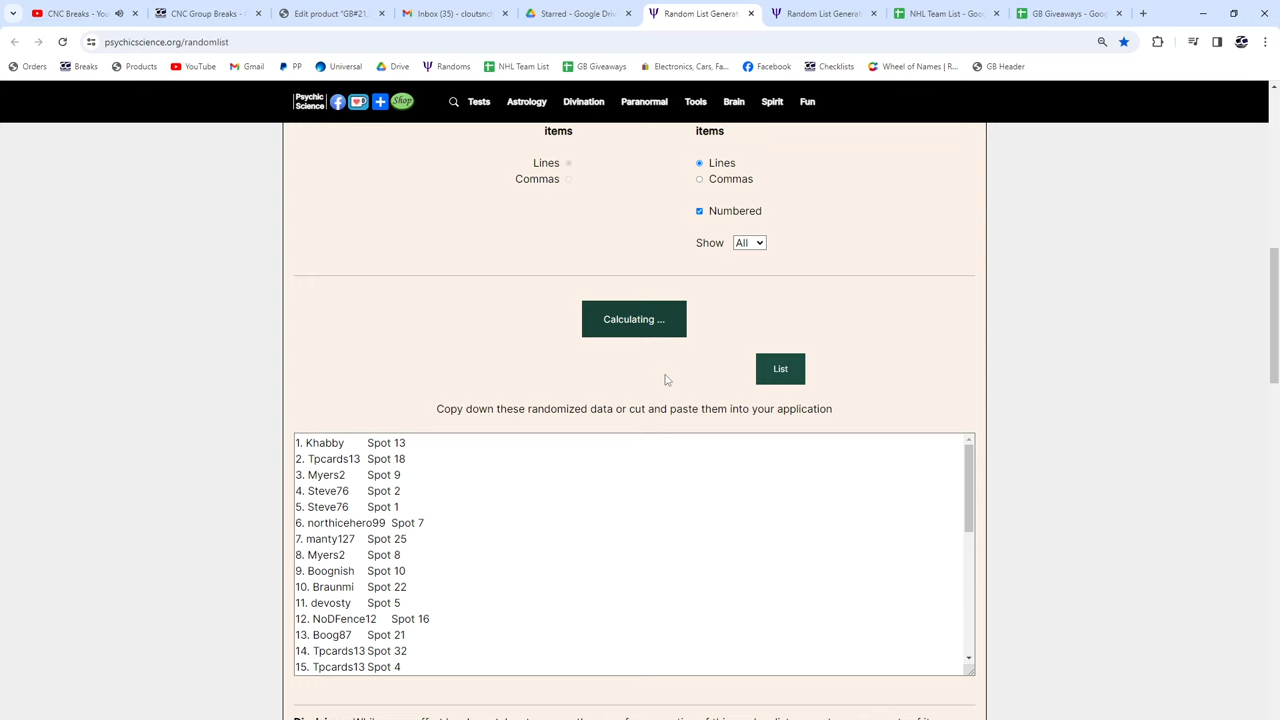 CNC Breaks - YouTube
CNC Group Breaks -
Edit product "GB#21,
Inbox (35) - cloutsnc
Starred - Google Driv
Random List Generat
Random List Generat
NHL Team List - Goo
GB Giveaways - Goog
psychicscience.org/randomlist
Orders
Breaks
Products
YouTube
Gmail
PP
Universal
Drive
Randoms
NHL Team List
GB Giveaways
Electronics, Cars, Fa...
Facebook
Checklists
Wheel of Names | R...
GB Header
Psychic Science
Shop
Tests
Astrology
Divination
Paranormal
Tools
Brain
Spirit
Fun
items items
Lines Lines
Commas Commas
Numbered
Show All
Calculating ...
List
Copy down these randomized data or cut and paste them into your application
1. Khabby Spot 13
2. Tpcards13 Spot 18
3. Myers2 Spot 9
4. Steve76 Spot 2
5. Steve76 Spot 1
6. northicehero99 Spot 7
7. manty127 Spot 25
8. Myers2 Spot 8
9. Boognish Spot 10
10. Braunmi Spot 22
11. devosty Spot 5
12. NoDFence12 Spot 16
13. Boog87 Spot 21
14. Tpcards13 Spot 32
15. Tpcards13 Spot 4